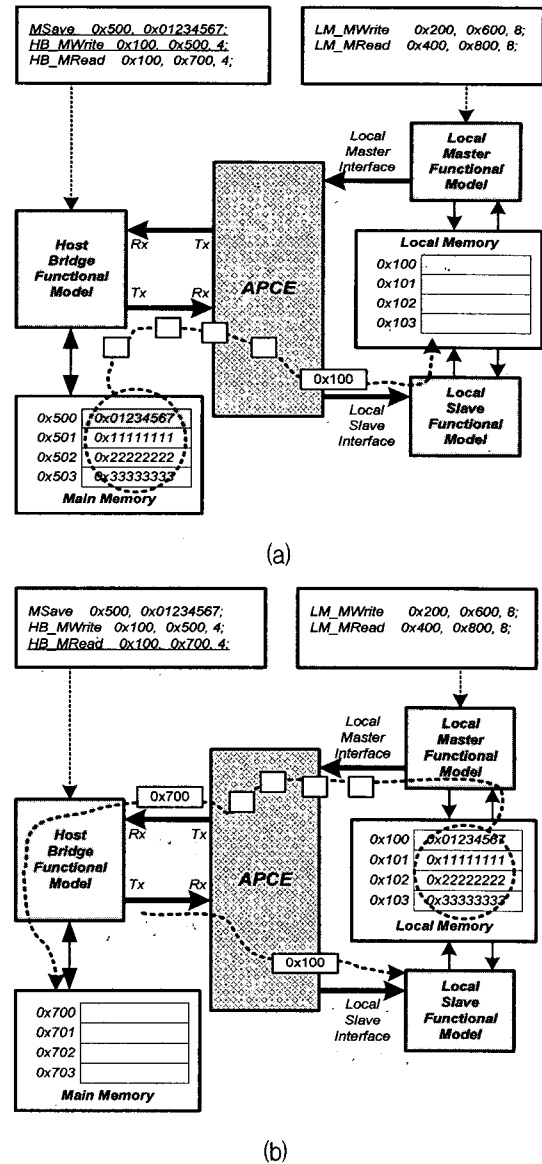 MSave 0x500, 0x01234567;
HB_MWrite 0x100, 0x500, 4;
HB_MRead 0x100, 0x700, 4;
LM_MWrite 0x200, 0x600, 8;
LM_MRead 0x400, 0x800, 8;
Local
Master
Interface
Local
Master
Functional
Model
Host
Bridge
Functional
Model
Rx Tx
Tx Rx
APCE
Local Memory
0x100
0x101
0x102
0x103
0x100
Local
Slave
Interface
Local
Slave
Functional
Model
0x500 0x01234567
0x501 0x11111111
0x502 0x22222222
0x503 0x33333333
Main Memory
(a)
MSave 0x500, 0x01234567;
HB_MWrite 0x100, 0x500, 4;
HB_MRead 0x100, 0x700, 4;
LM_MWrite 0x200, 0x600, 8;
LM_MRead 0x400, 0x800, 8;
Local
Master
Interface
Local
Master
Functional
Model
0x700
Host
Bridge
Functional
Model
Rx Tx
Tx Rx
APCE
0x100 0x01234567
0x101 0x11111111
0x102 0x22222222
0x103 0x33333333
Local Memory
0x100
Local
Slave
Interface
Local
Slave
Functional
Model
0x700
0x701
0x702
0x703
Main Memory
(b)